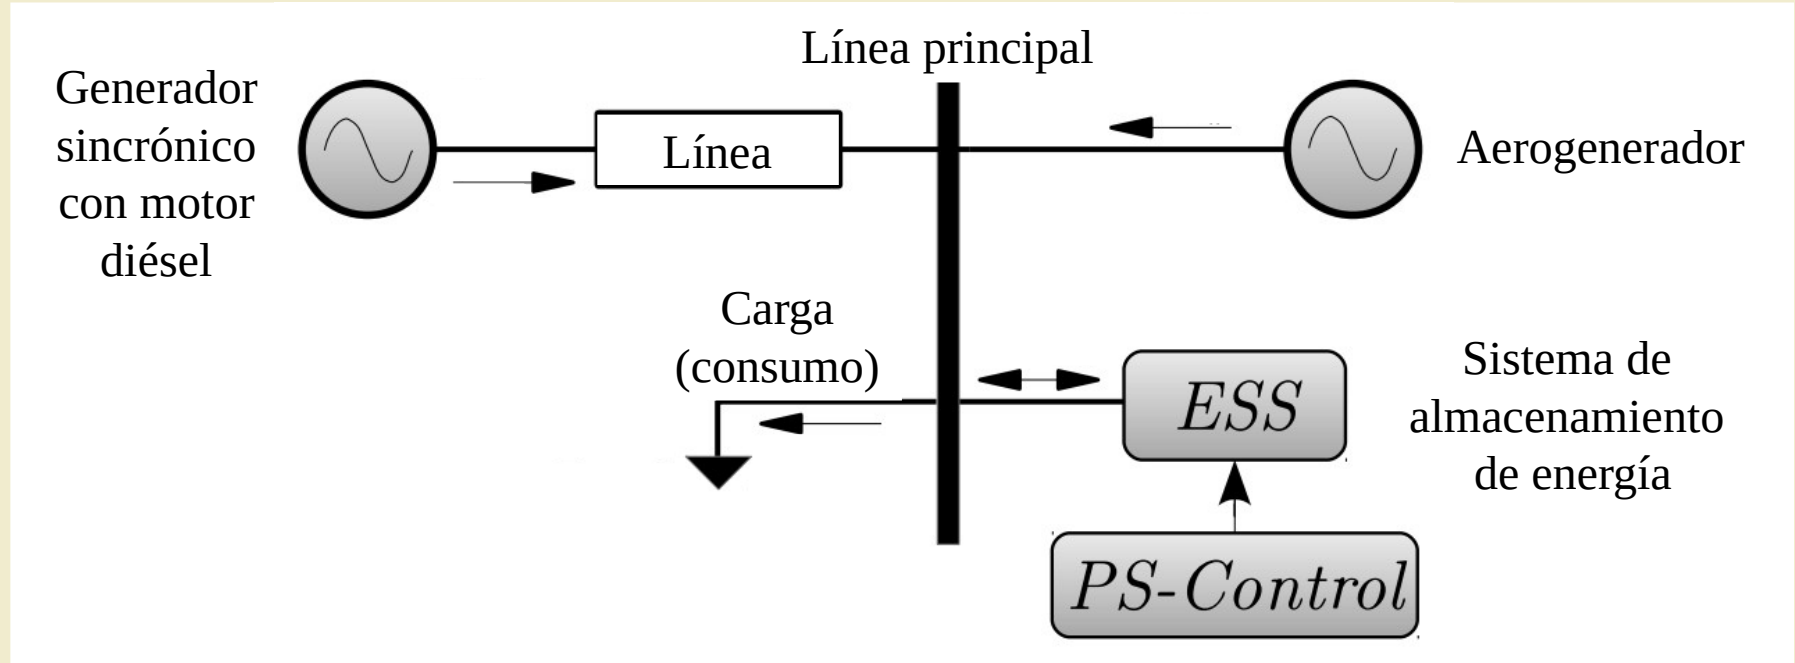 Línea principal
Generador
sincrónico
con motor
diésel
Línea
Aerogenerador
Carga
(consumo)
ESS
Sistema de
almacenamiento
de energía
PS-Control